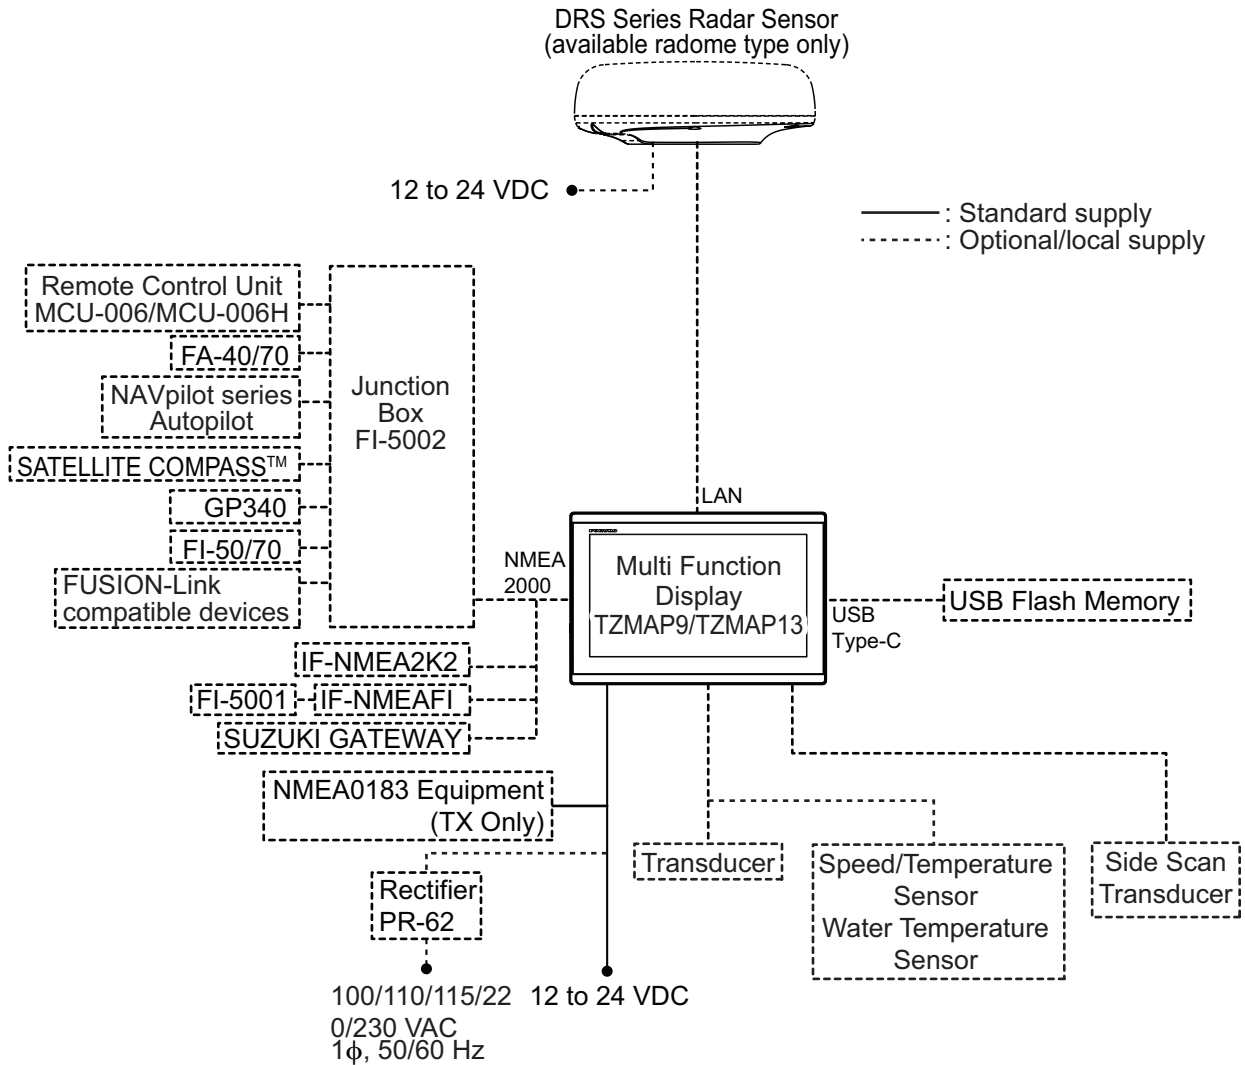 DRS Series Radar Sensor
(available radome type only)
12 to 24 VDC
: Standard supply
: Optional/local supply
Remote Control Unit
MCU-006/MCU-006H
FA-40/70
NAVpilot series
Autopilot
SATELLITE COMPASS™
GP340
FI-50/70
FUSION-Link
compatible devices
Junction
Box
FI-5002
LAN
NMEA
2000
Multi Function
Display
TZMAP9/TZMAP13
USB
Type-C
USB Flash Memory
IF-NMEA2K2
FI-5001
IF-NMEAFI
SUZUKI GATEWAY
NMEA0183 Equipment
(TX Only)
Rectifier
PR-62
100/110/115/22
0/230 VAC
1ϕ, 50/60 Hz
12 to 24 VDC
Transducer
Speed/Temperature
Sensor
Water Temperature
Sensor
Side Scan
Transducer